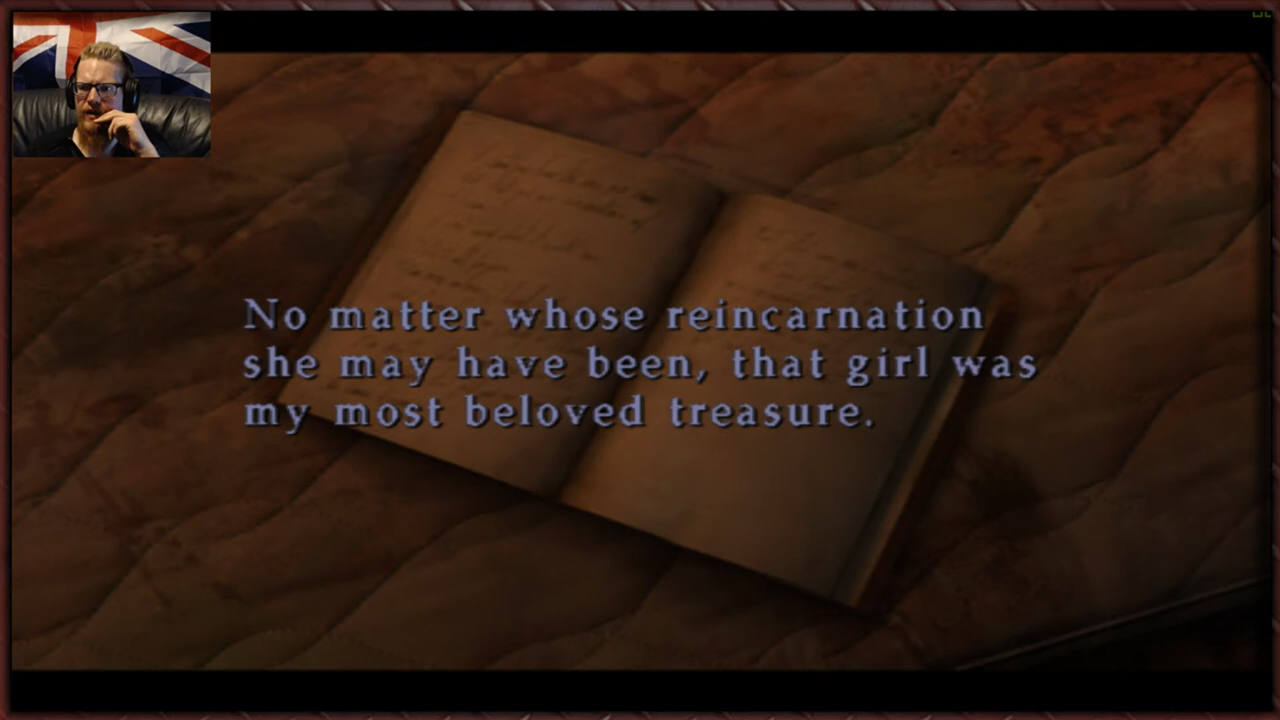 No matter whose reincarnation
she may have been, that girl was
my most beloved treasure.